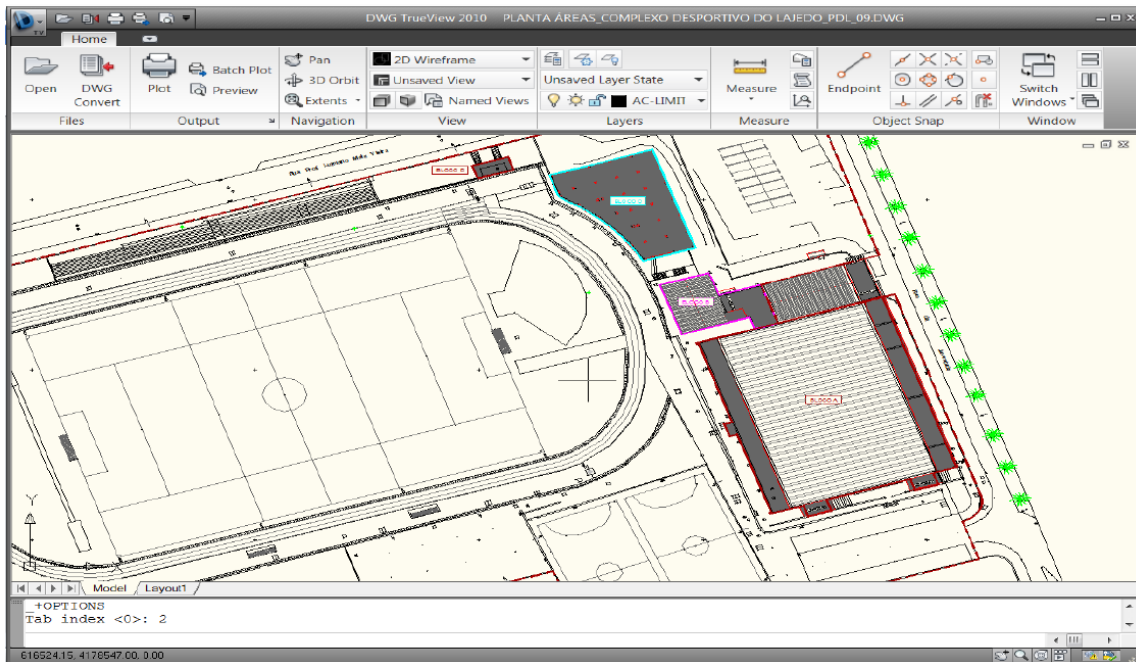 DWG TrueView 2010 PLANTA ÁREAS_COMPLEXO DESPORTIVO DO LAJEDO_PDL_09.DWG
TV
Home
Open
DWG Convert
Files
Plot
Batch Plot
Preview
Output
Pan
3D Orbit
Extents
Navigation
2D Wireframe
Unsaved View
Named Views
View
Unsaved Layer State
AC-LIMIT
Layers
Measure
Measure
Endpoint
Object Snap
Switch Windows
Window
BLOCO A
Y
Model
Layout1
_+OPTIONS
Tab index <0>: 2
616524.15, 4178547.00, 0.00